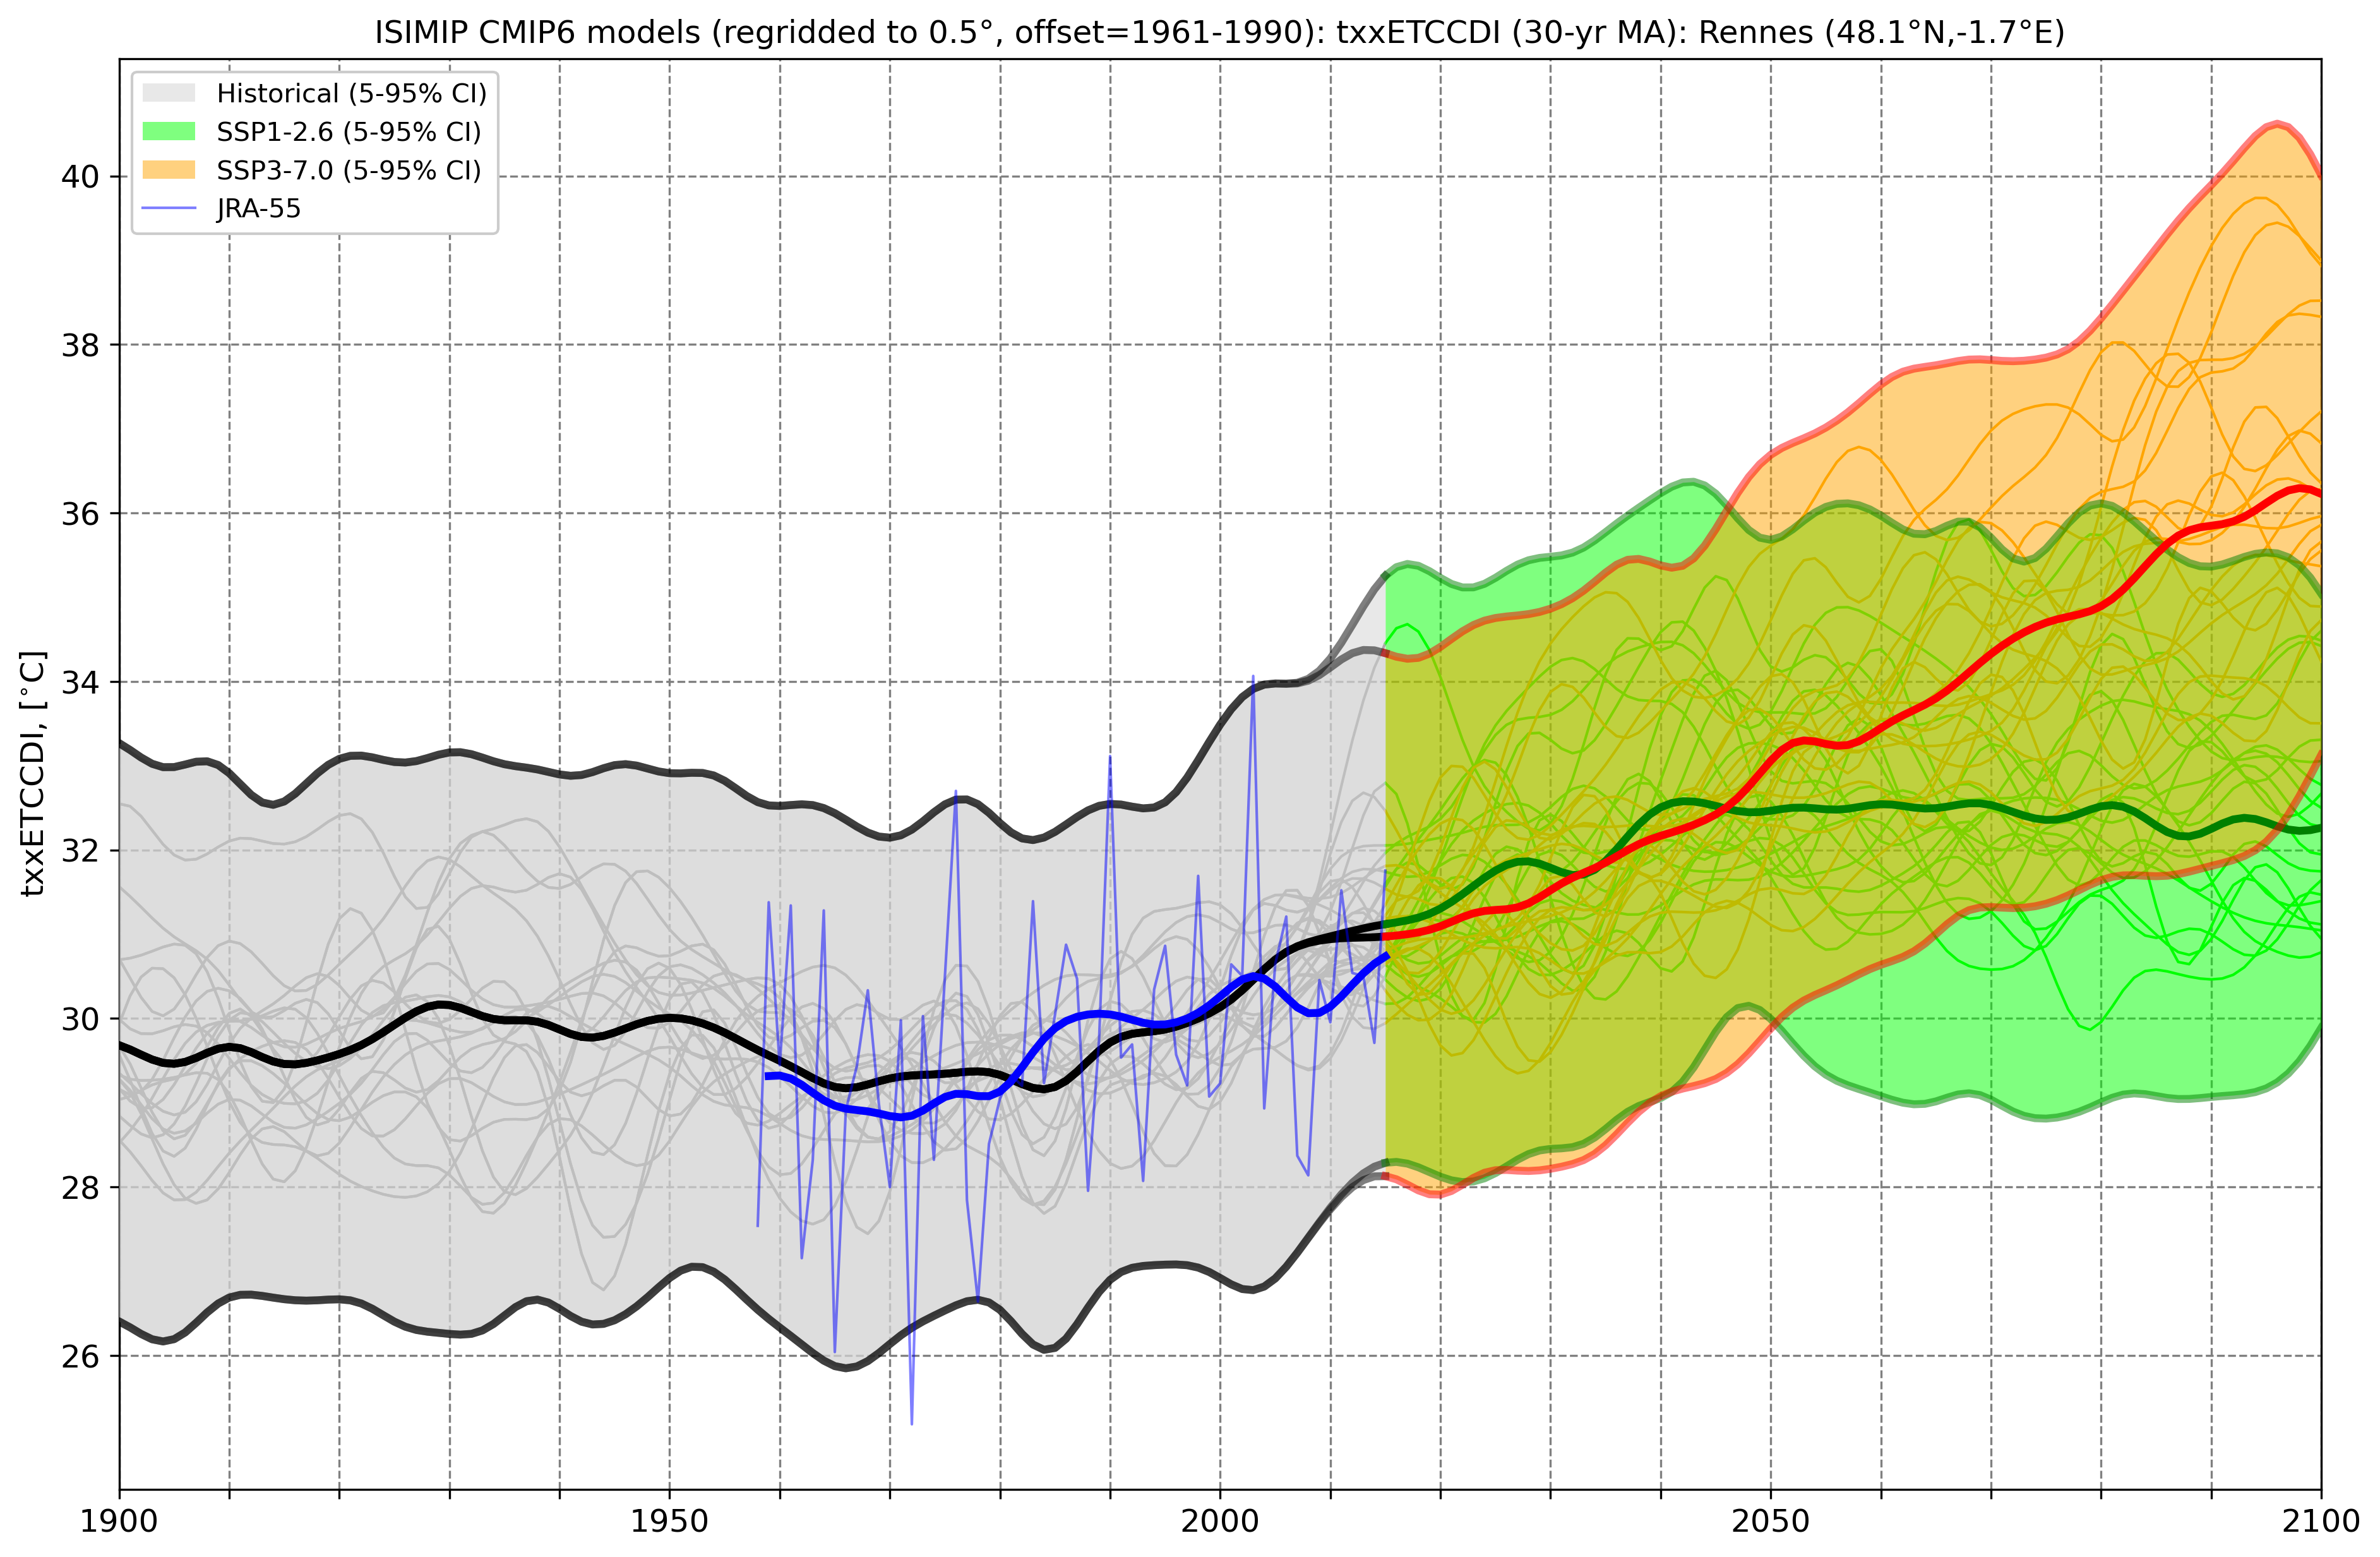 ISIMIP CMIP6 models (regridded to 0.5°, offset=1961-1990): txxETCCDI (30-yr MA): Rennes (48.1°N,-1.7°E)
Historical (5-95% CI)
SSP1-2.6 (5-95% CI)
SSP3-7.0 (5-95% CI)
JRA-55
txxETCCDI, [°C]
40
38
36
34
32
30
28
26
1900
1950
2000
2050
2100